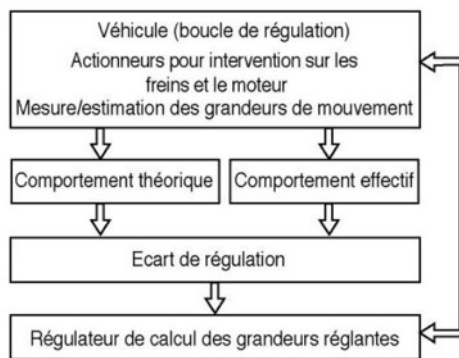 Véhicule (boucle de régulation)
Actionneurs pour intervention sur les
freins et le moteur
Mesure/estimation des grandeurs de mouvement
Comportement théorique
Comportement effectif
Ecart de régulation
Régulateur de calcul des grandeurs réglantes